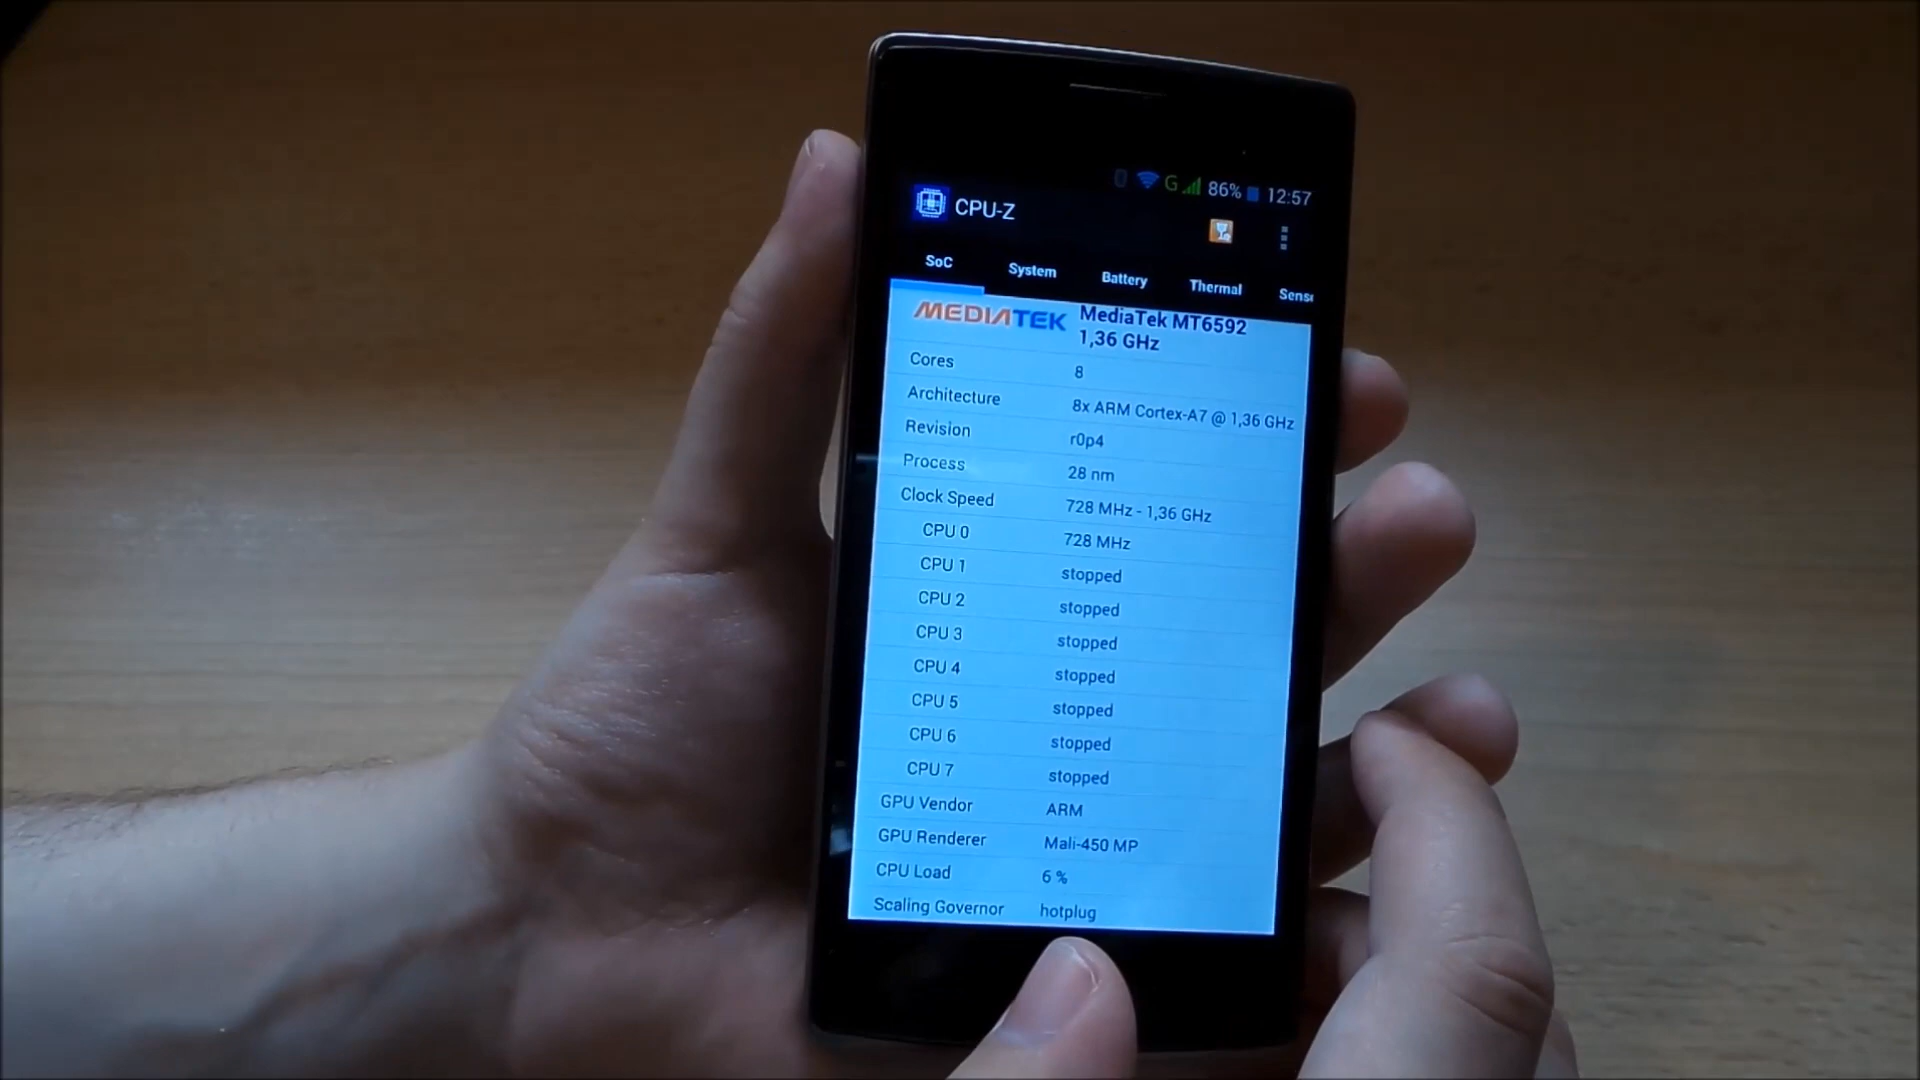 G 86% 12:57
CPU-Z
SoC System Battery Thermal Sens
MEDIATEK MediaTek MT6592
1,36 GHz
Cores 8
Architecture 8x ARM Cortex-A7 @ 1,36 GHz
Revision r0p4
Process 28 nm
Clock Speed 728 MHz - 1,36 GHz
CPU 0 728 MHz
CPU 1 stopped
CPU 2 stopped
CPU 3 stopped
CPU 4 stopped
CPU 5 stopped
CPU 6 stopped
CPU 7 stopped
GPU Vendor ARM
GPU Renderer Mali-450 MP
CPU Load 6 %
Scaling Governor hotplug